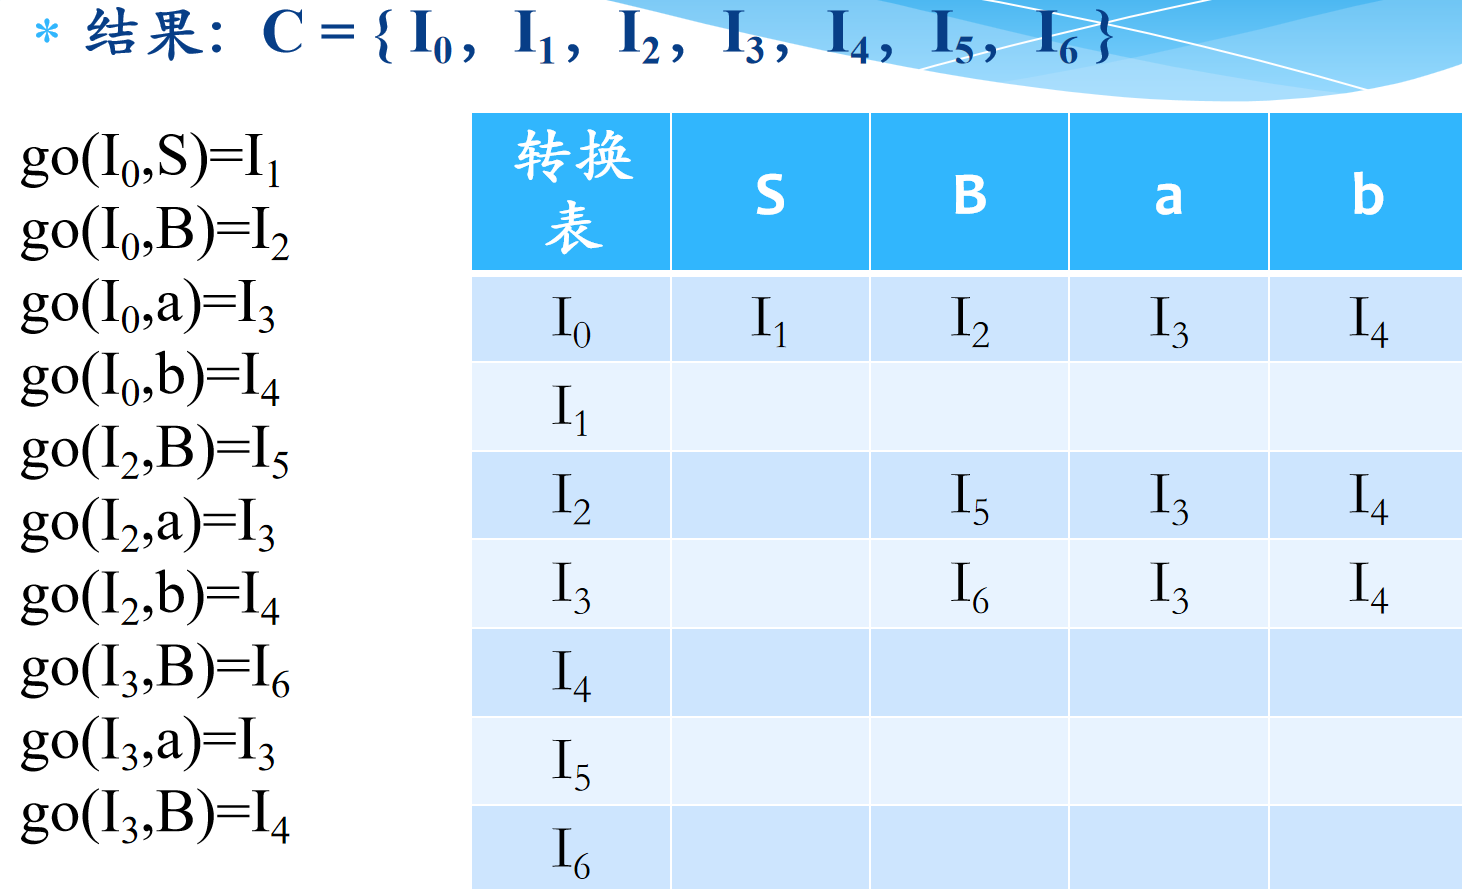 * 结果：C = { I₀，I₁，I₂，I₃，I₄，I₅，I₆ }
go(I₀,S)=I₁
go(I₀,B)=I₂
go(I₀,a)=I₃
go(I₀,b)=I₄
go(I₂,B)=I₅
go(I₂,a)=I₃
go(I₂,b)=I₄
go(I₃,B)=I₆
go(I₃,a)=I₃
go(I₃,B)=I₄
转换表 S B a b
I₀ I₁ I₂ I₃ I₄
I₁
I₂ I₅ I₃ I₄
I₃ I₆ I₃ I₄
I₄
I₅
I₆